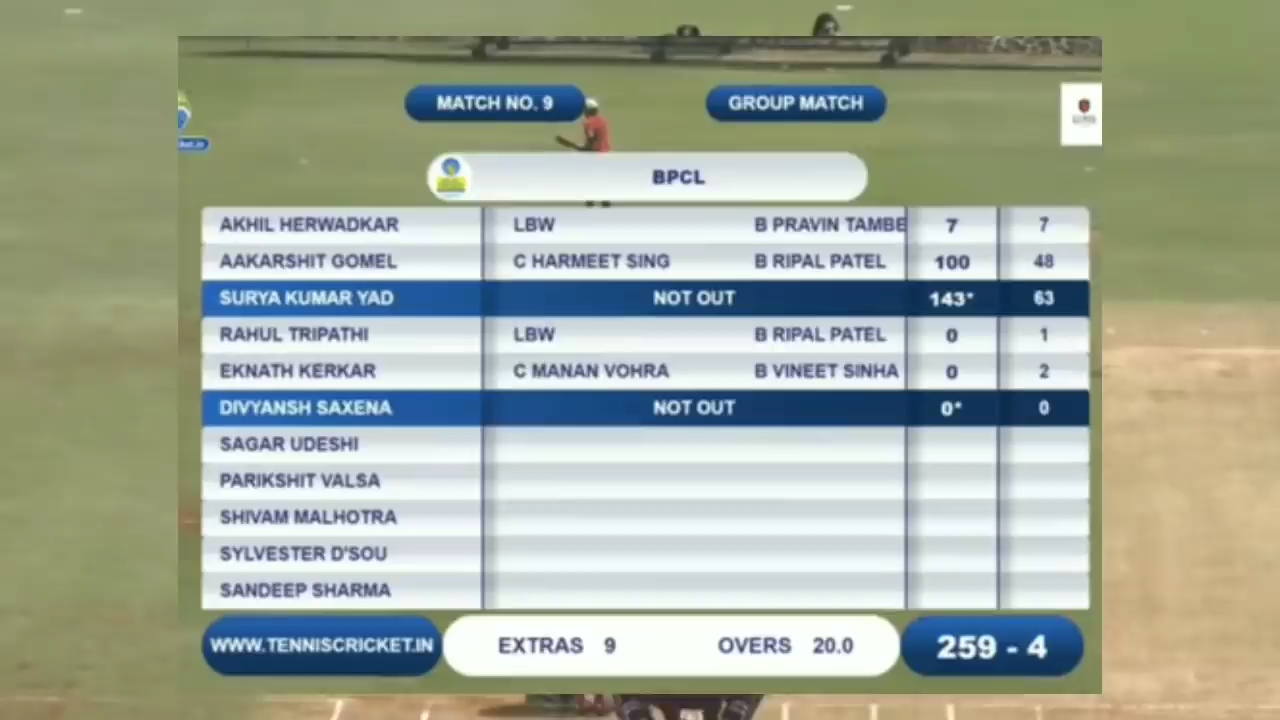 MATCH NO. 9 GROUP MATCH
BPCL
AKHIL HERWADKAR LBW B PRAVIN TAMBE 7 7
AAKARSHIT GOMEL C HARMEET SING B RIPAL PATEL 100 48
SURYA KUMAR YAD NOT OUT 143* 63
RAHUL TRIPATHI LBW B RIPAL PATEL 0 1
EKNATH KERKAR C MANAN VOHRA B VINEET SINHA 0 2
DIVYANSH SAXENA NOT OUT 0* 0
SAGAR UDESHI
PARIKSHIT VALSA
SHIVAM MALHOTRA
SYLVESTER D'SOU
SANDEEP SHARMA
WWW.TENNISCRICKET.IN EXTRAS 9 OVERS 20.0 259 - 4